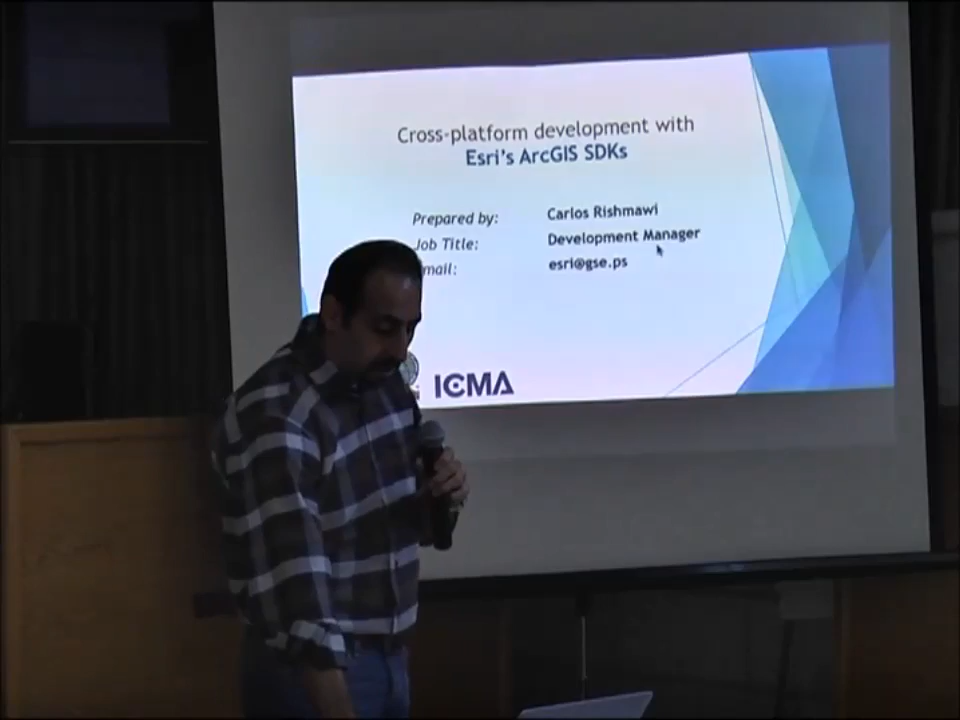 Cross-platform development with
Esri's ArcGIS SDKs
Prepared by: Carlos Rishmawi
Job Title: Development Manager
esri@gse.ps
ICMA